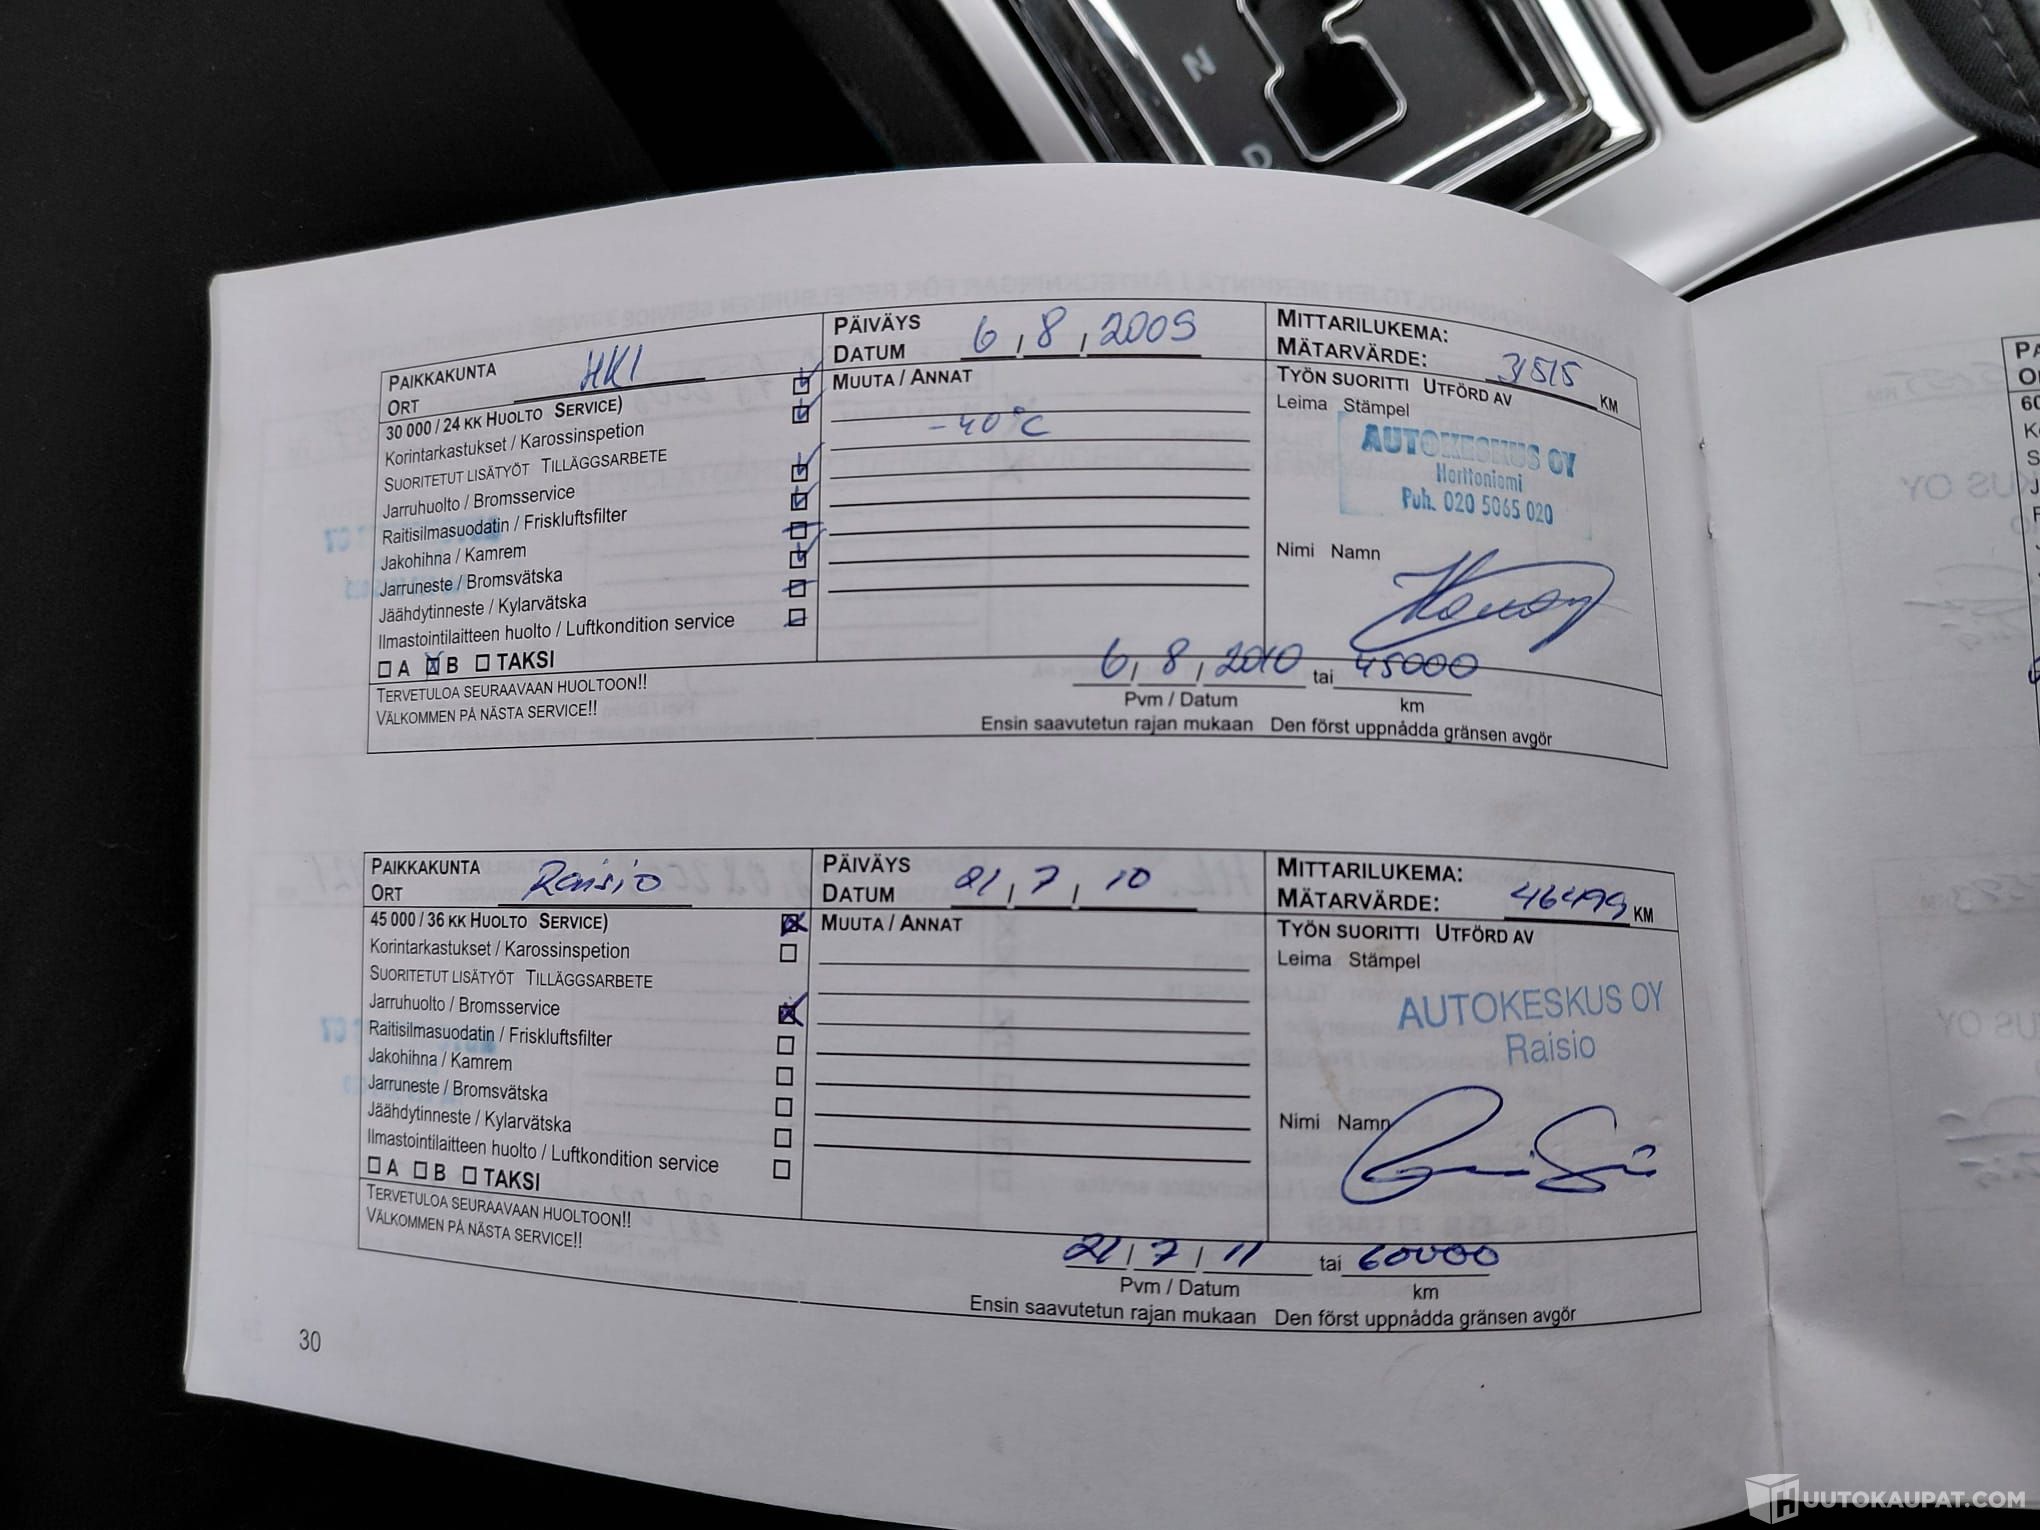 N
D
PAIKKAKUNTA
ORT HKI
PÄIVÄYS
DATUM 6 / 8 / 2009
MITTARILUKEMA:
MÄTARVÄRDE: 31515 KM
30 000 / 24 KK HUOLTO SERVICE)
Korintarkastukset / Karossinspetion
SUORITETUT LISÄTYÖT TILLÄGGSARBETE
Jarruhuolto / Bromsservice
Raitisilmasuodatin / Friskluftsfilter
Jakohihna / Kamrem
Jarruneste / Bromsvätska
Jäähdytinneste / Kylarvätska
Ilmastointilaitteen huolto / Luftkondition service
A B TAKSI
MUUTA / ANNAT
-40°C
TYÖN SUORITTI UTFÖRD AV
Leima Stämpel
AUTOKESKUS OY
Herttoniemi
Puh. 020 5065 020
Nimi Namn
TERVETULOA SEURAAVAAN HUOLTOON!!
VÄLKOMMEN PÅ NÄSTA SERVICE!!
6 / 8 / 2010 tai 45000
Pvm / Datum km
Ensin saavutetun rajan mukaan Den först uppnådda gränsen avgör
PAIKKAKUNTA
ORT Raisio
PÄIVÄYS
DATUM 21 / 7 / 10
MITTARILUKEMA:
MÄTARVÄRDE: 46499 KM
45 000 / 36 KK HUOLTO SERVICE)
Korintarkastukset / Karossinspetion
SUORITETUT LISÄTYÖT TILLÄGGSARBETE
Jarruhuolto / Bromsservice
Raitisilmasuodatin / Friskluftsfilter
Jakohihna / Kamrem
Jarruneste / Bromsvätska
Jäähdytinneste / Kylarvätska
Ilmastointilaitteen huolto / Luftkondition service
A B TAKSI
MUUTA / ANNAT
TYÖN SUORITTI UTFÖRD AV
Leima Stämpel
AUTOKESKUS OY
Raisio
Nimi Namn
TERVETULOA SEURAAVAAN HUOLTOON!!
VÄLKOMMEN PÅ NÄSTA SERVICE!!
21 / 7 / 11 tai 60000
Pvm / Datum km
Ensin saavutetun rajan mukaan Den först uppnådda gränsen avgör
30
HUUTOKAUPAT.COM